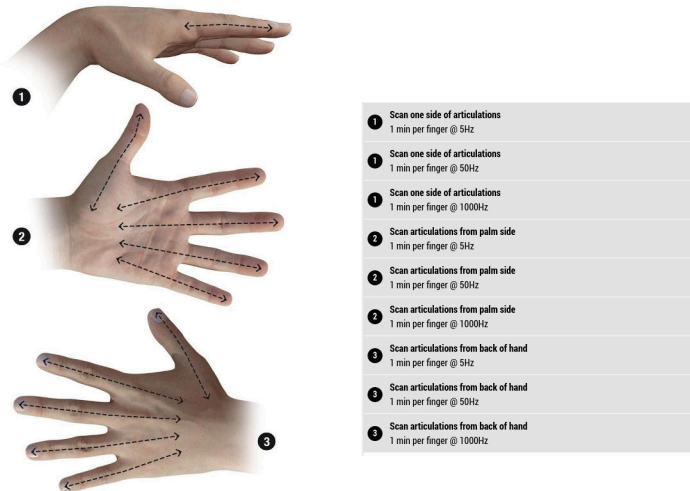 1
2
3
1 Scan one side of articulations
1 min per finger @ 5Hz
1 Scan one side of articulations
1 min per finger @ 50Hz
1 Scan one side of articulations
1 min per finger @ 1000Hz
2 Scan articulations from palm side
1 min per finger @ 5Hz
2 Scan articulations from palm side
1 min per finger @ 50Hz
2 Scan articulations from palm side
1 min per finger @ 1000Hz
3 Scan articulations from back of hand
1 min per finger @ 5Hz
3 Scan articulations from back of hand
1 min per finger @ 50Hz
3 Scan articulations from back of hand
1 min per finger @ 1000Hz